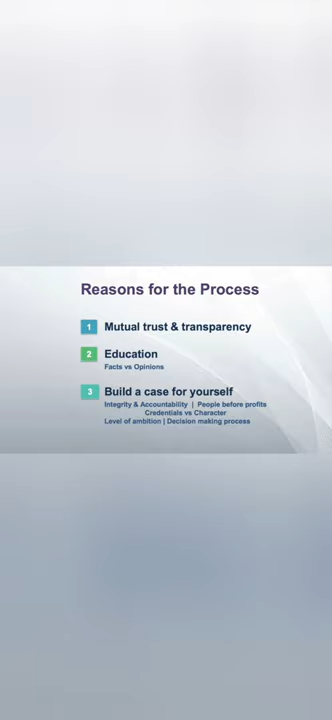 Reasons for the Process
1 Mutual trust & transparency
2 Education
Facts vs Opinions
3 Build a case for yourself
Integrity & Accountability | People before profits
Credentials vs Character
Level of ambition | Decision making process